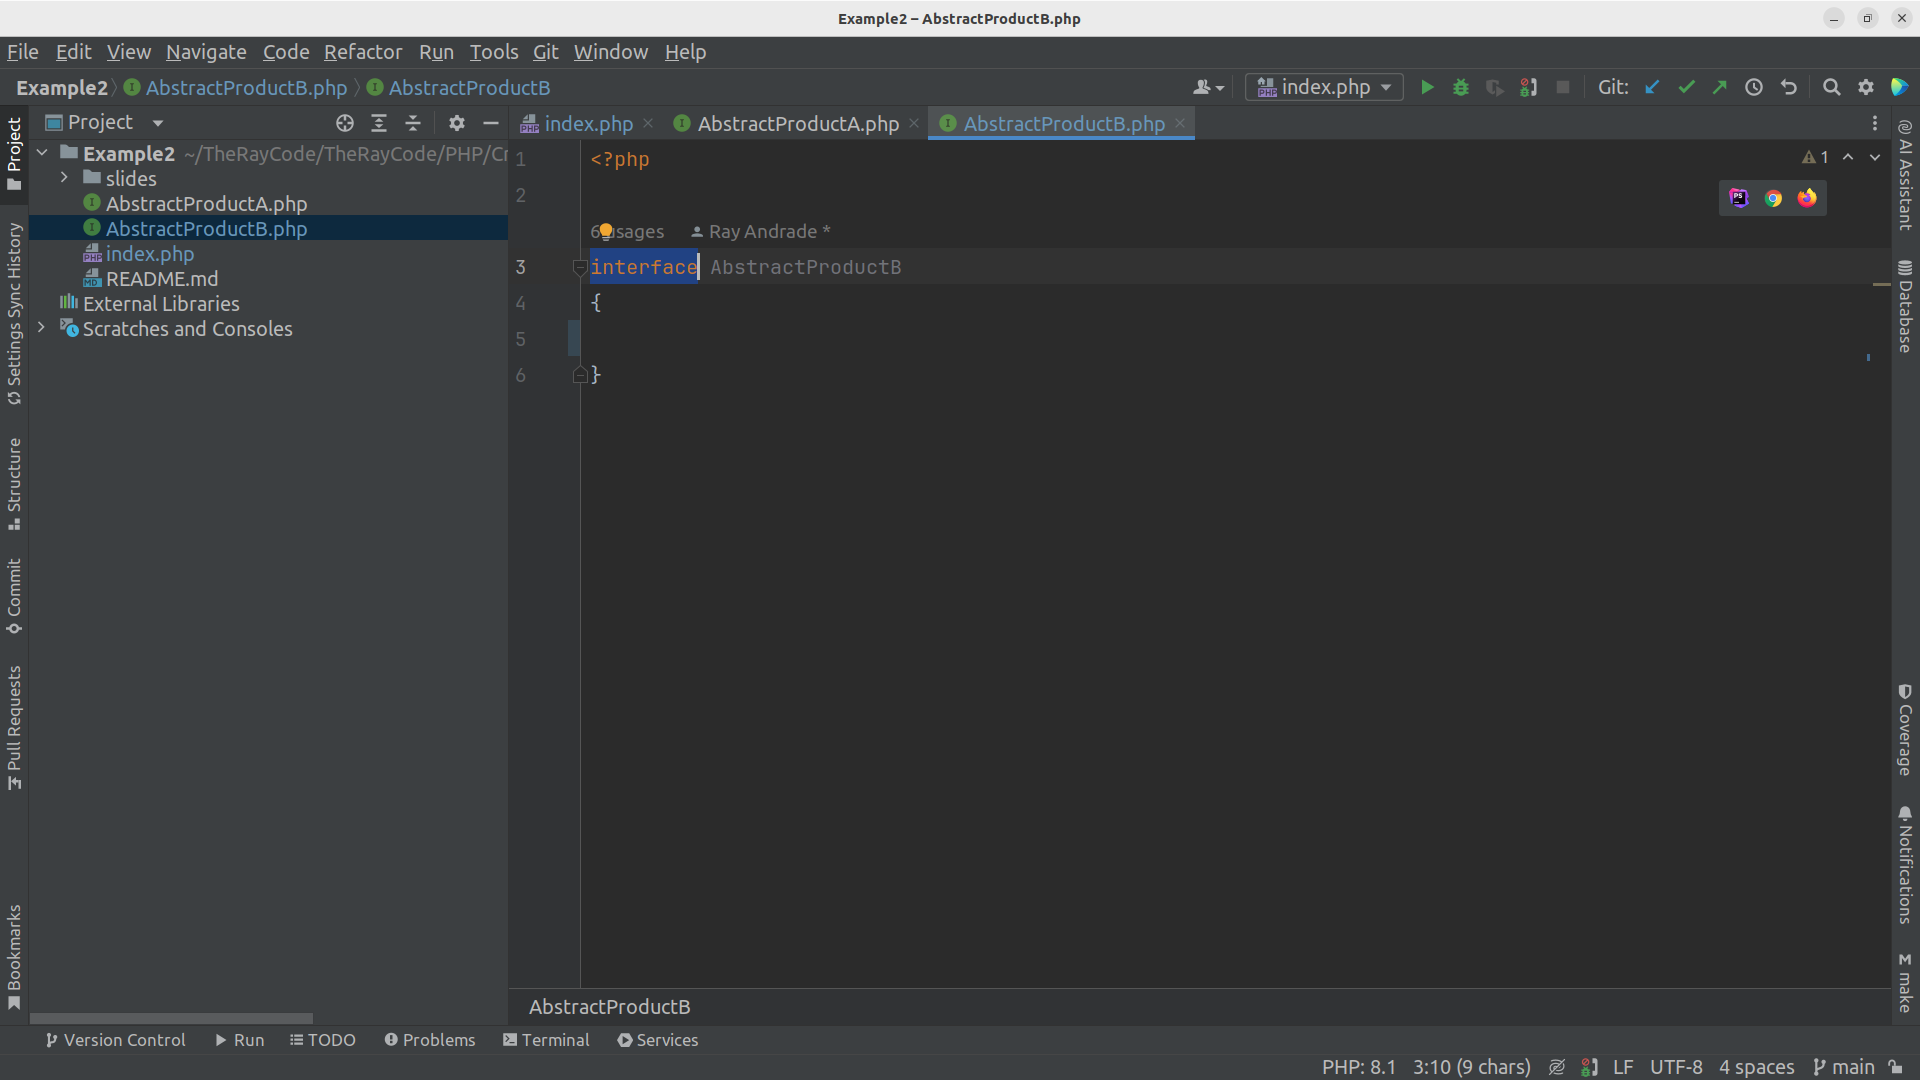 Example2 – AbstractProductB.php
File Edit View Navigate Code Refactor Run Tools Git Window Help
Example2 AbstractProductB.php AbstractProductB
index.php Git:
Project
index.php AbstractProductA.php AbstractProductB.php
Example2 ~/TheRayCode/TheRayCode/PHP/Cr
slides
AbstractProductA.php
AbstractProductB.php
index.php
README.md
External Libraries
Scratches and Consoles
1 <?php
2
usages Ray Andrade *
3 interface AbstractProductB
4 {
5
6 }
1
Project
Settings Sync History
Structure
Commit
Pull Requests
Bookmarks
AI Assistant
Database
Coverage
Notifications
make
AbstractProductB
Version Control Run TODO Problems Terminal Services
PHP: 8.1 3:10 (9 chars) LF UTF-8 4 spaces main